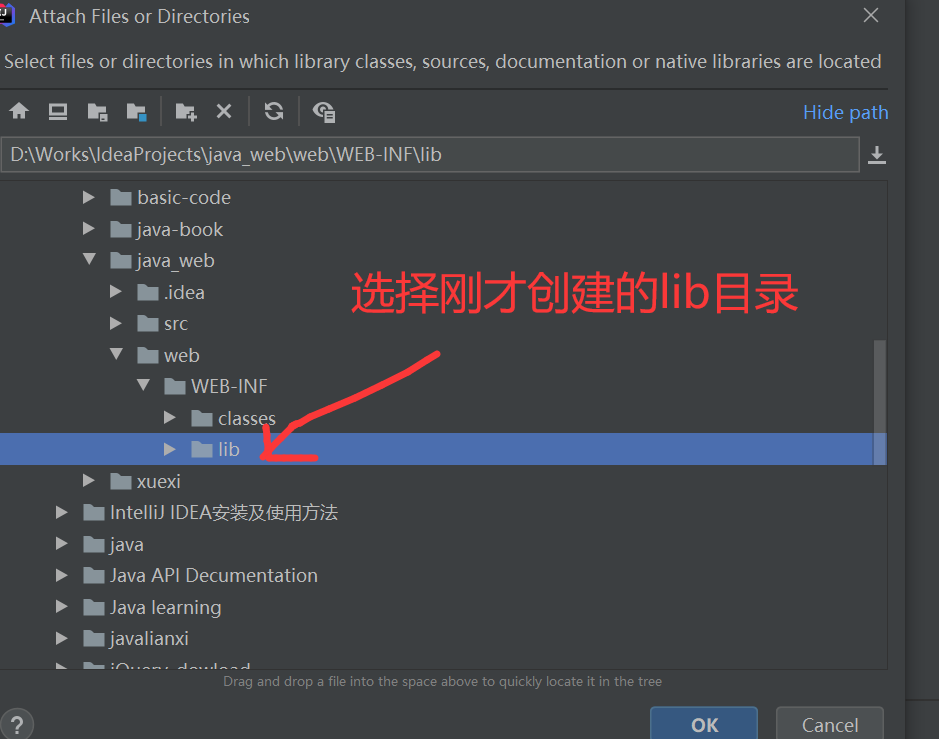 Attach Files or Directories
Select files or directories in which library classes, sources, documentation or native libraries are located
Hide path
D:\Works\IdeaProjects\java_web\web\WEB-INF\lib
basic-code
java-book
java_web
.idea
选择刚才创建的lib目录
src
web
WEB-INF
classes
lib
xuexi
IntelliJ IDEA安装及使用方法
java
Java API Documentation
Java learning
javalianxi
jQuery_dowload
Drag and drop a file into the space above to quickly locate it in the tree
?
OK
Cancel